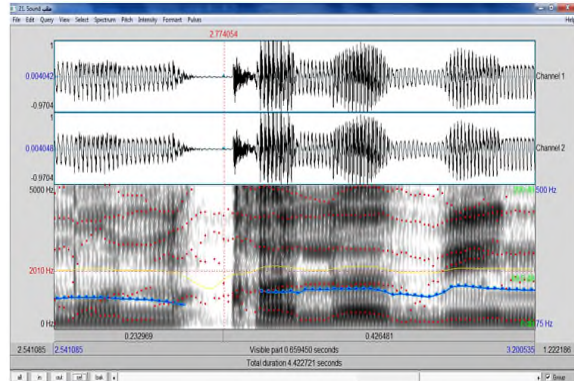 21. Sound ملف
File Edit Query View Select Spectrum Pitch Intensity Formant Pulses Help
2.774054
1
0.004042
-0.9704
Channel 1
1
0.004048
-0.9704
Channel 2
5000 Hz
500 Hz
2010 Hz
0 Hz
75 Hz
0.232969 0.426481
2.541085 2.541085 Visible part 0.659450 seconds 3.200535 1.222186
Total duration 4.422721 seconds
all in out sel bak Group